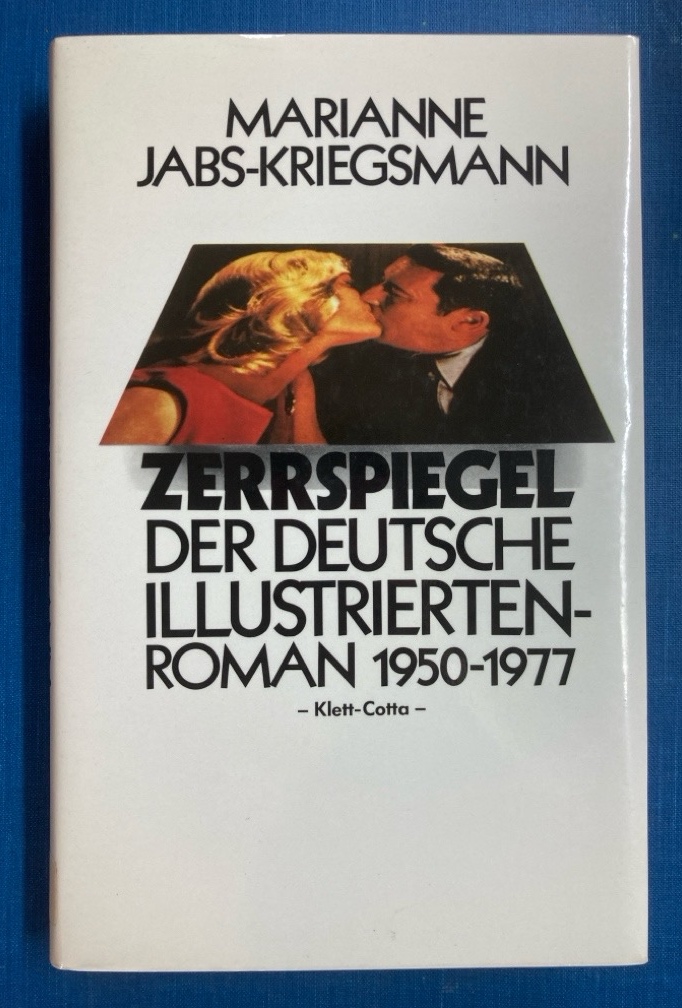 MARIANNE
JABS-KRIEGSMANN
ZERRSPIEGEL
DER DEUTSCHE
ILLUSTRIERTEN-
ROMAN 1950-1977
– Klett-Cotta –